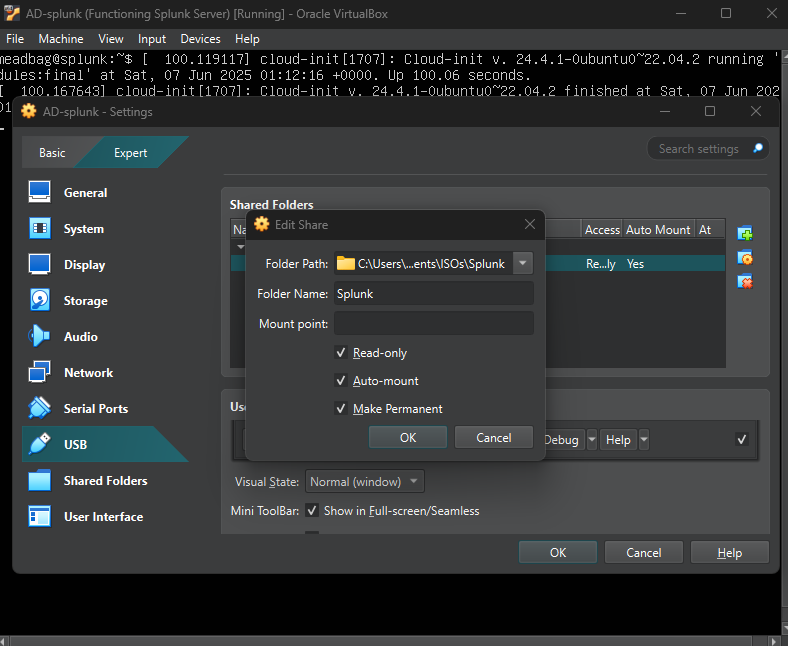 AD-splunk (Functioning Splunk Server) [Running] - Oracle VirtualBox
File Machine View Input Devices Help
neadbag@splunk:~$ [ 100.119117] cloud-init[1707]: Cloud-init v. 24.4.1-0ubuntu0~22.04.2 running '
dules:final' at Sat, 07 Jun 2025 01:12:16 +0000. Up 100.06 seconds.
[ 100.167643] cloud-init[1707]: Cloud-init v. 24.4.1-0ubuntu0~22.04.2 finished at Sat, 07 Jun 202
01
AD-splunk - Settings
Basic Expert
Search settings
General
System
Display
Storage
Audio
Network
Serial Ports
USB
Shared Folders
User Interface
Shared Folders
Na Access Auto Mount At
Re...ly Yes
Edit Share
Folder Path: C:\Users\...ents\ISOs\Splunk
Folder Name: Splunk
Mount point:
Read-only
Auto-mount
Make Permanent
OK Cancel
Use
Debug Help
Visual State: Normal (window)
Mini ToolBar: Show in Full-screen/Seamless
OK Cancel Help